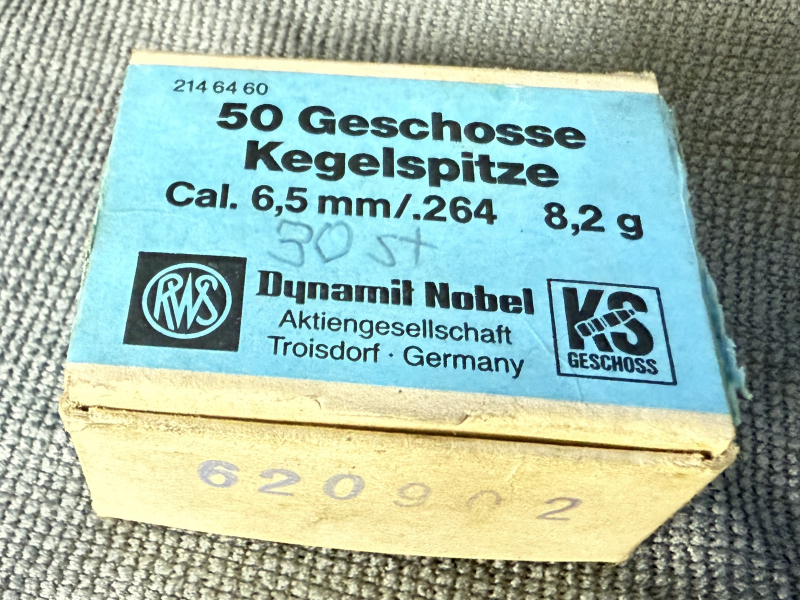 214 64 60
50 Geschosse
Kegelspitze
Cal. 6,5 mm/.264 8,2 g
30 st
RWS
Dynamit Nobel
Aktiengesellschaft
Troisdorf · Germany
KS
GESCHOSS
620902